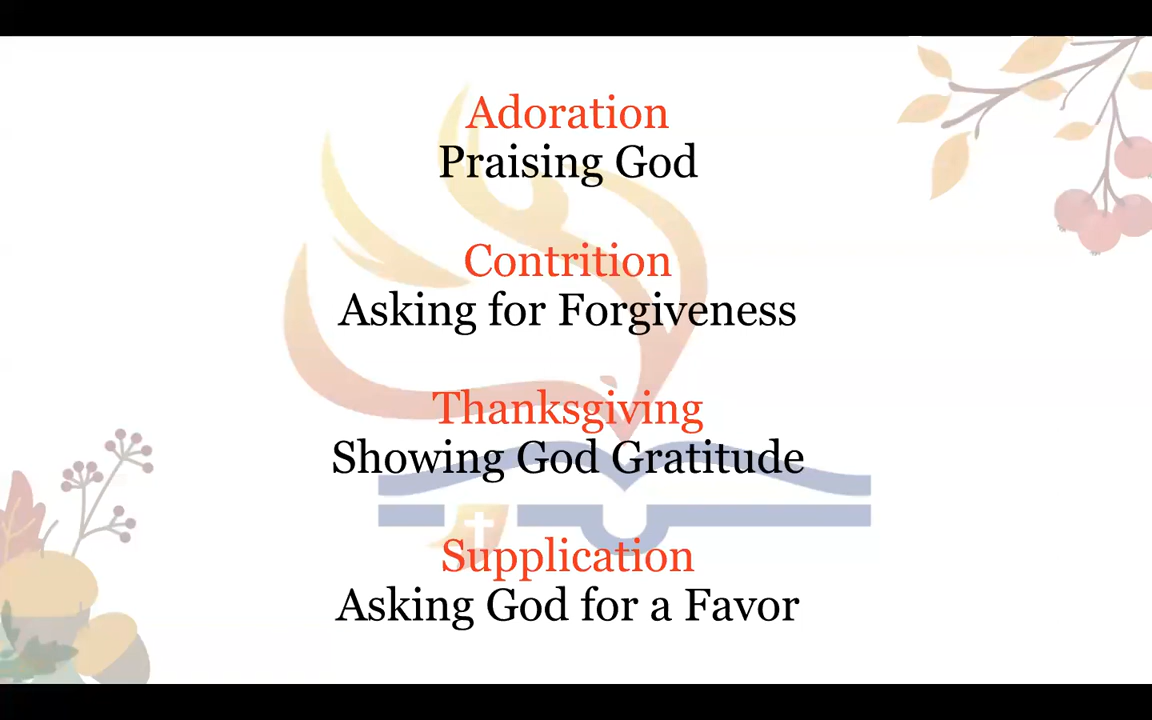 Adoration
Praising God
Contrition
Asking for Forgiveness
Thanksgiving
Showing God Gratitude
Supplication
Asking God for a Favor